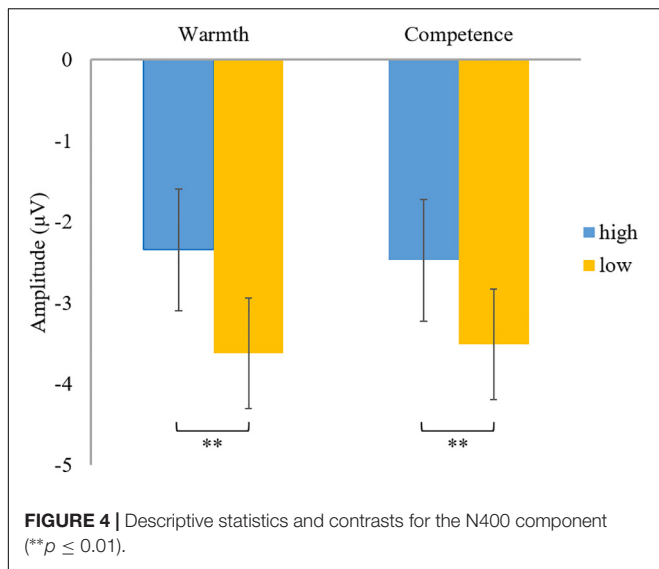 Warmth Competence
0
-1
-2
-3
-4
-5
Amplitude (µV)
high
low
** **
FIGURE 4 | Descriptive statistics and contrasts for the N400 component
(**p ≤ 0.01).